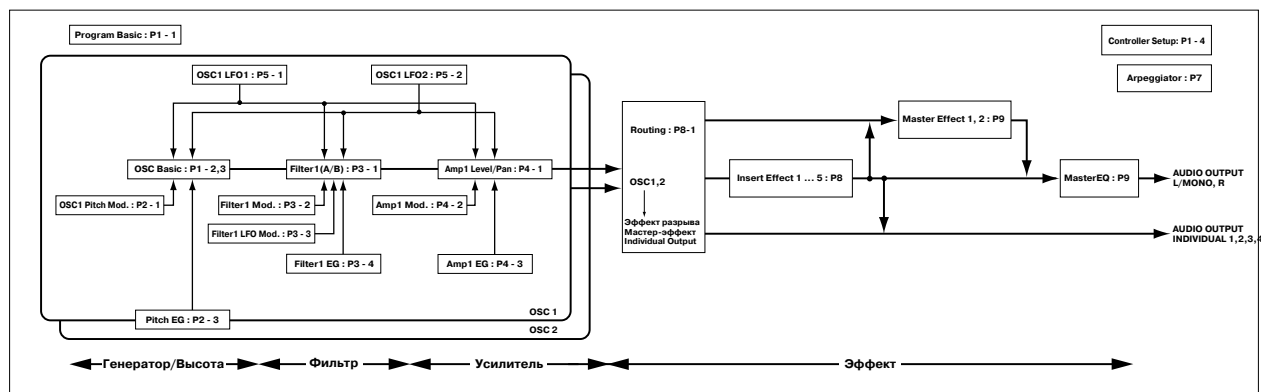 Program Basic : P1 - 1
Controller Setup: P1 - 4
Arpeggiator : P7
OSC1 LFO1 : P5 - 1
OSC1 LFO2 : P5 - 2
Routing : P8-1
Master Effect 1, 2 : P9
OSC Basic : P1 - 2,3
Filter1(A/B) : P3 - 1
Amp1 Level/Pan : P4 - 1
OSC1,2
Insert Effect 1 ... 5 : P8
MasterEQ : P9
AUDIO OUTPUT
L/MONO, R
OSC1 Pitch Mod. : P2 - 1
Filter1 Mod. : P3 - 2
Amp1 Mod. : P4 - 2
Filter1 LFO Mod. : P3 - 3
Эффект разрыва
Мастер-эффект
Individual Output
AUDIO OUTPUT
INDIVIDUAL 1,2,3,4
Filter1 EG : P3 - 4
Amp1 EG : P4 - 3
Pitch EG : P2 - 3
OSC 1
OSC 2
Генератор/Высота
Фильтр
Усилитель
Эффект